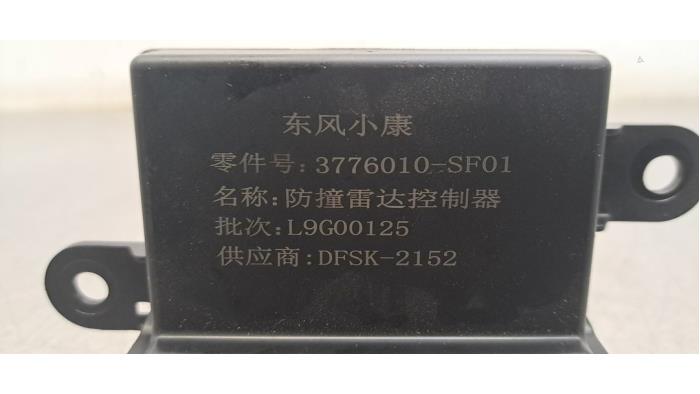 东风小康
零件号: 3776010-SF01
名称: 防撞雷达控制器
批次: L9G00125
供应商: DFSK-2152